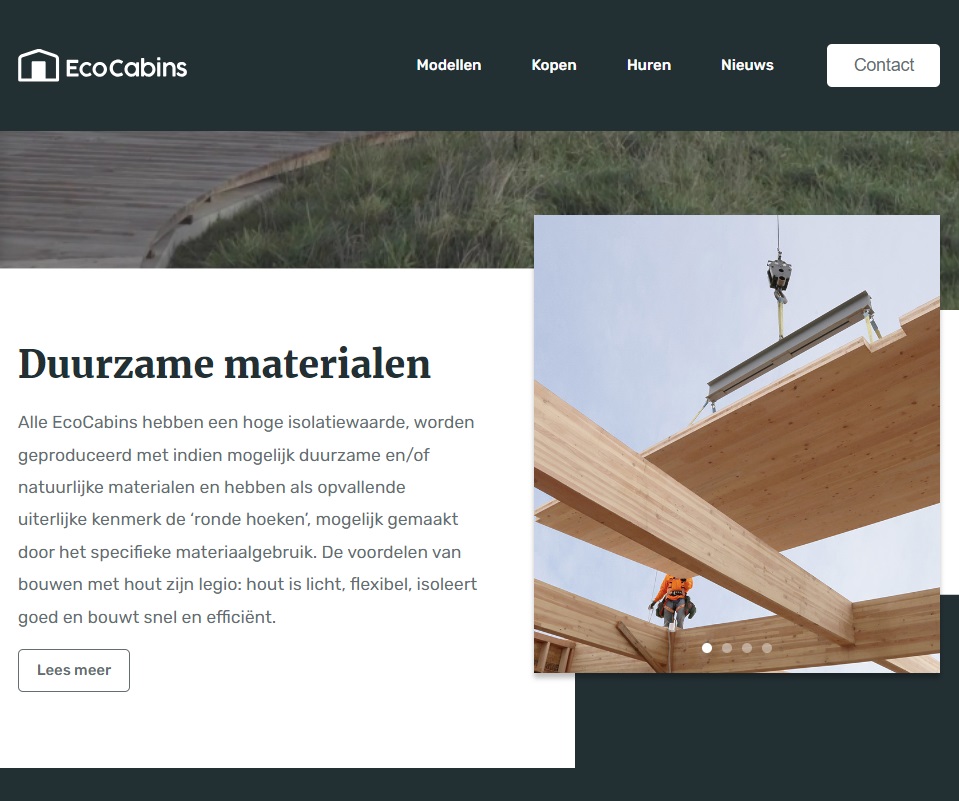 EcoCabins
Modellen
Kopen
Huren
Nieuws
Contact
Duurzame materialen
Alle EcoCabins hebben een hoge isolatiewaarde, worden
geproduceerd met indien mogelijk duurzame en/of
natuurlijke materialen en hebben als opvallende
uiterlijke kenmerk de ‘ronde hoeken’, mogelijk gemaakt
door het specifieke materiaalgebruik. De voordelen van
bouwen met hout zijn legio: hout is licht, flexibel, isoleert
goed en bouwt snel en efficiënt.
Lees meer